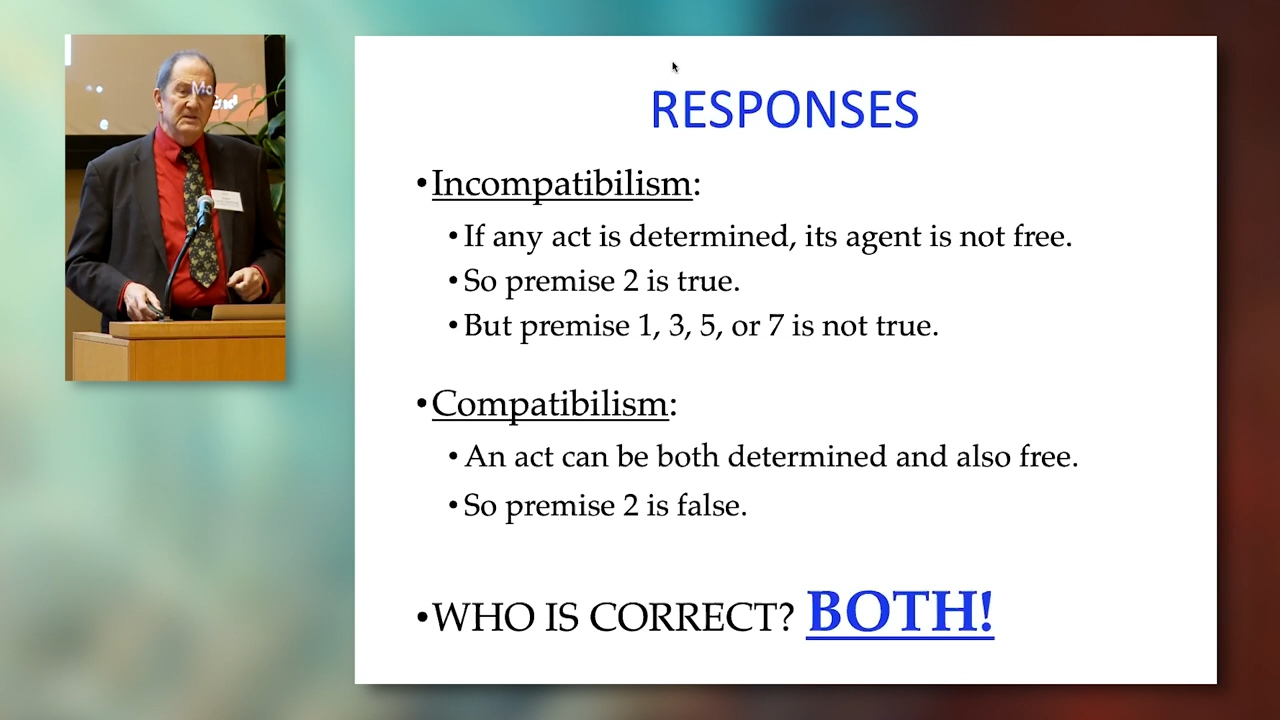 RESPONSES
•Incompatibilism:
•If any act is determined, its agent is not free.
•So premise 2 is true.
•But premise 1, 3, 5, or 7 is not true.
•Compatibilism:
•An act can be both determined and also free.
•So premise 2 is false.
•WHO IS CORRECT? BOTH!